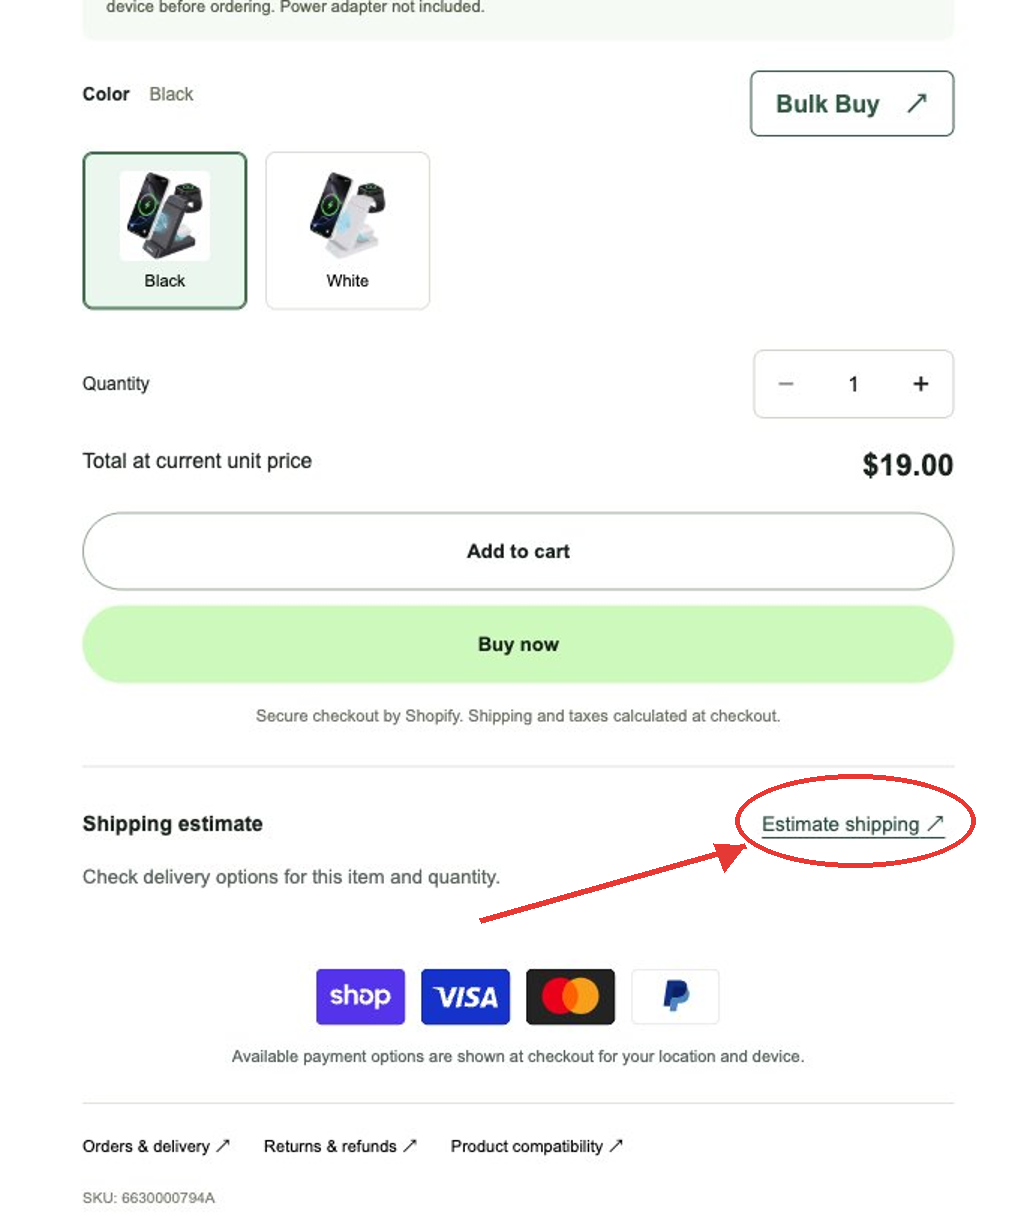 device before ordering. Power adapter not included.
Color Black
Bulk Buy ↗
Black
White
Quantity
− 1 +
Total at current unit price
$19.00
Add to cart
Buy now
Secure checkout by Shopify. Shipping and taxes calculated at checkout.
Shipping estimate
Estimate shipping ↗
Check delivery options for this item and quantity.
shop
VISA
Available payment options are shown at checkout for your location and device.
Orders & delivery ↗ Returns & refunds ↗ Product compatibility ↗
SKU: 6630000794A